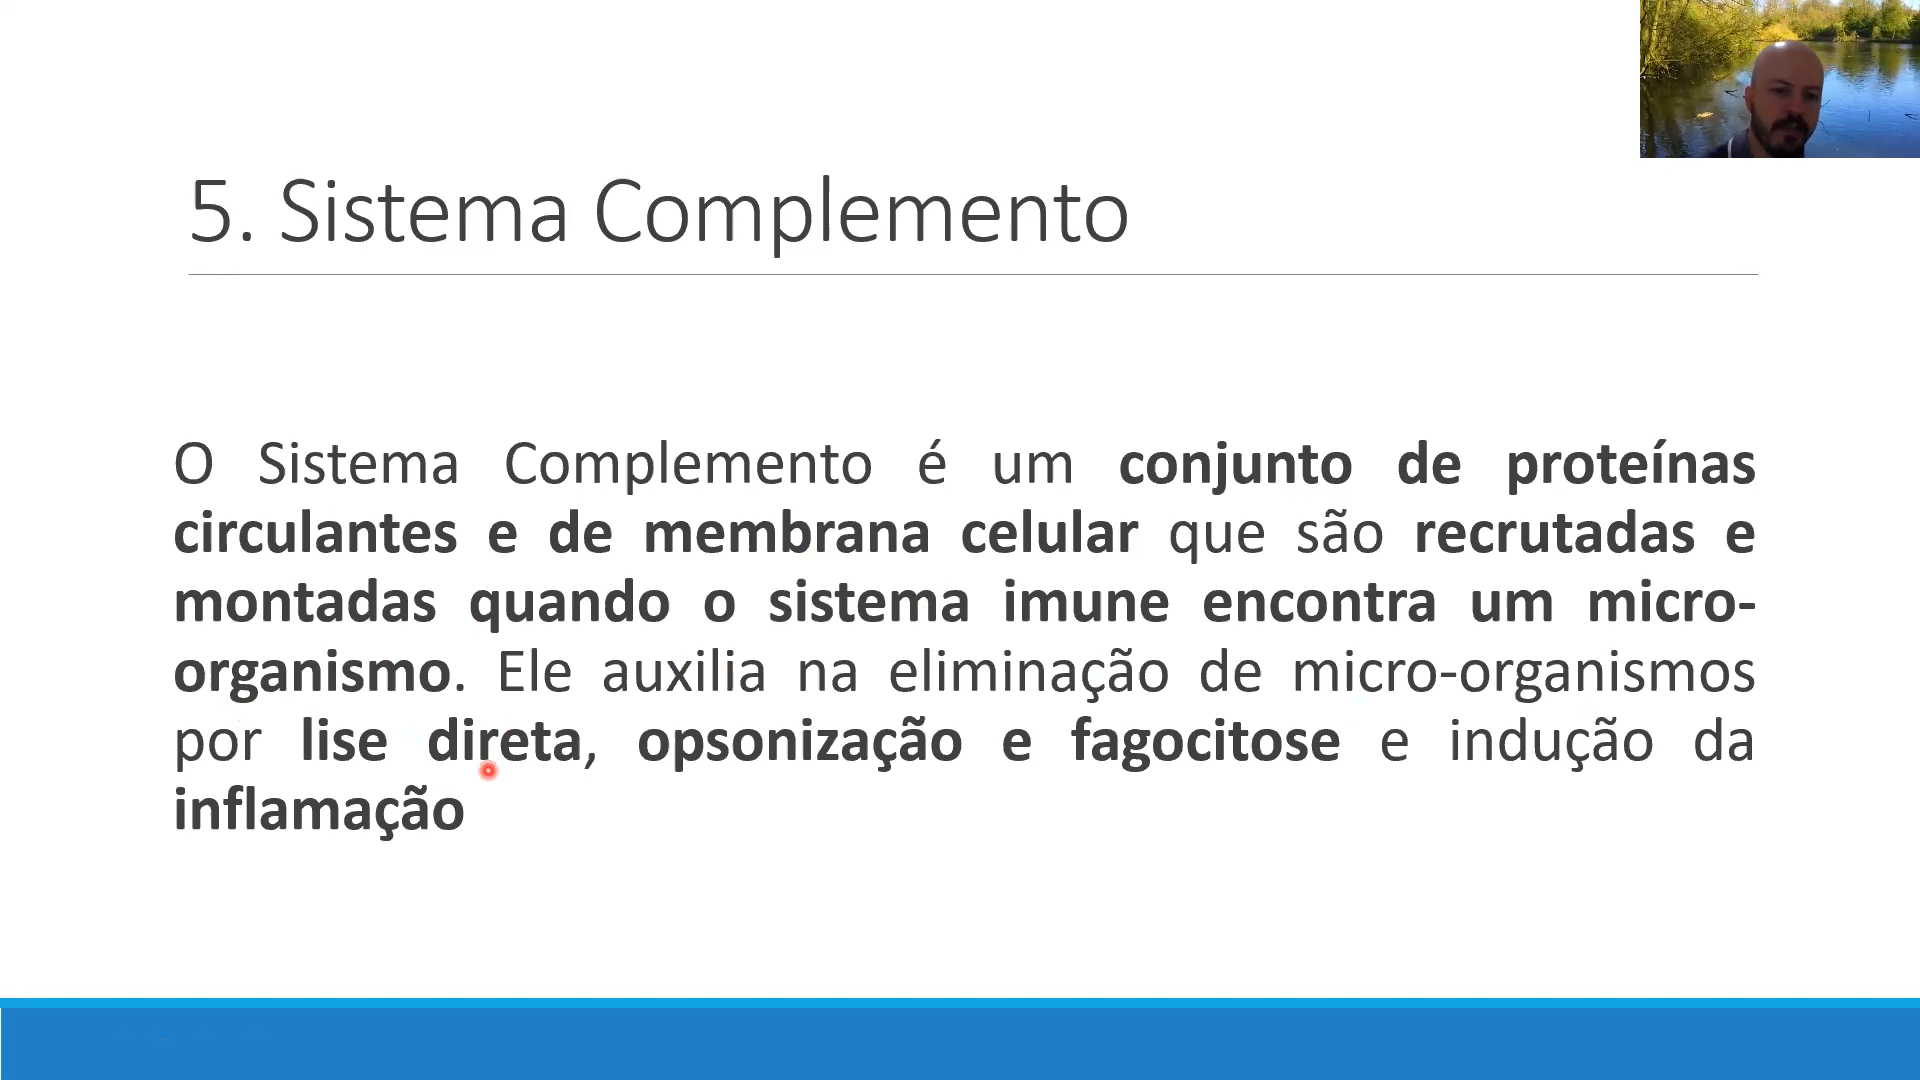 5. Sistema Complemento
O Sistema Complemento é um conjunto de proteínas
circulantes e de membrana celular que são recrutadas e
montadas quando o sistema imune encontra um micro-
organismo. Ele auxilia na eliminação de micro-organismos
por lise direta, opsonização e fagocitose e indução da
inflamação